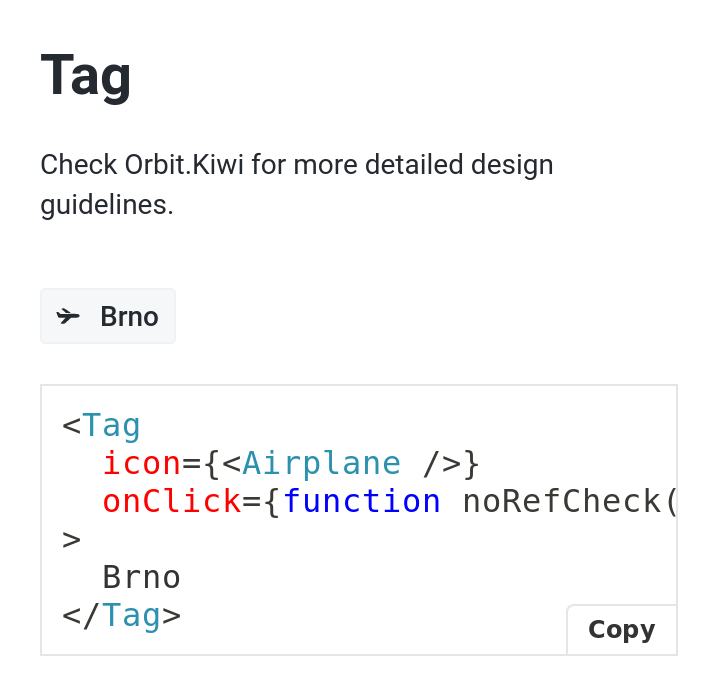 Tag
Check Orbit.Kiwi for more detailed design
guidelines.
Brno
<Tag
  icon={<Airplane />}
  onClick={function noRefCheck(
>
  Brno
</Tag>
Copy